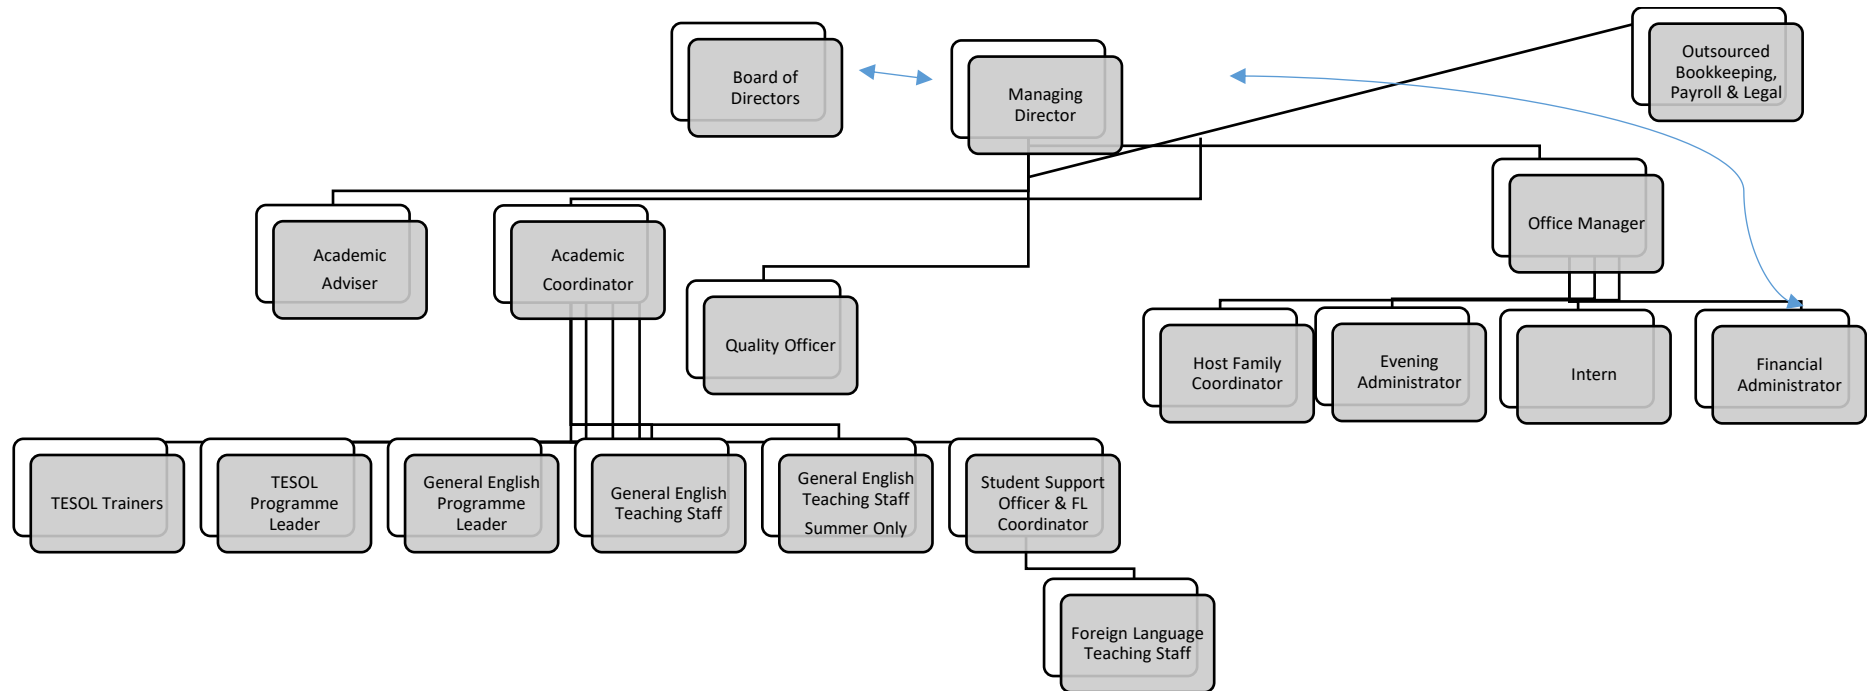 Board of
Directors
Managing
Director
Outsourced
Bookkeeping,
Payroll & Legal
Academic
Adviser
Academic
Coordinator
Quality Officer
Office Manager
Host Family
Coordinator
Evening
Administrator
Intern
Financial
Administrator
TESOL Trainers
TESOL
Programme
Leader
General English
Programme
Leader
General English
Teaching Staff
General English
Teaching Staff
Summer Only
Student Support
Officer & FL
Coordinator
Foreign Language
Teaching Staff